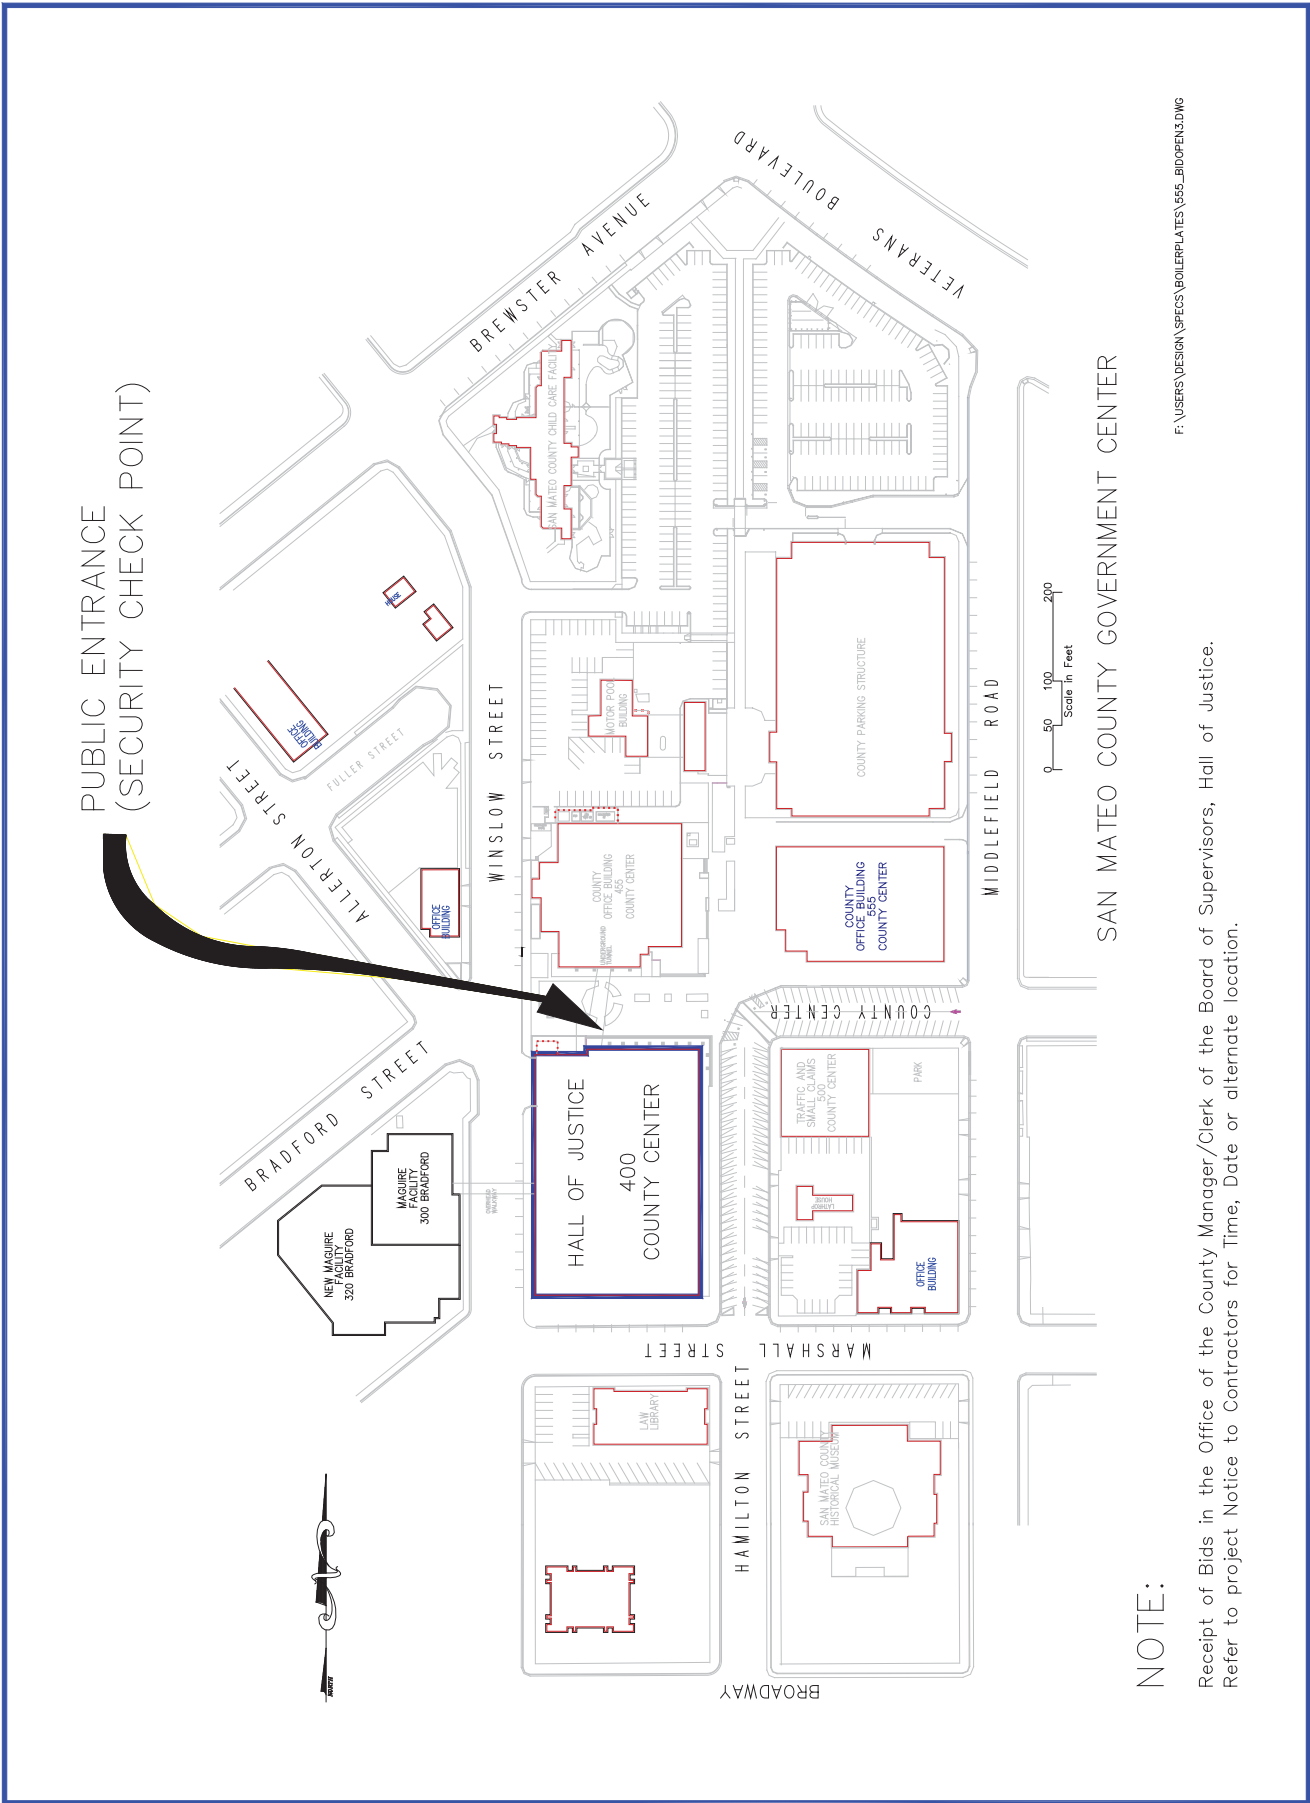 PUBLIC ENTRANCE
(SECURITY CHECK POINT)
BREWSTER AVENUE
VETERANS
BOULEVARD
ALLERTON STREET
FULLER STREET
BRADFORD STREET
WINSLOW STREET
MIDDLEFIELD ROAD
COUNTY CENTER
MARSHALL STREET
HAMILTON STREET
BROADWAY
HOUSE
OFFICE
BUILDING
OFFICE
BUILDING
SAN MATEO COUNTY CHILD CARE FACILITY
MOTOR POOL
BUILDING
COUNTY PARKING STRUCTURE
COUNTY
OFFICE BUILDING
455
COUNTY CENTER
UNDERGROUND
TUNNEL
COUNTY
OFFICE BUILDING
555
COUNTY CENTER
NEW MAGUIRE
FACILITY
320 BRADFORD
MAGUIRE
FACILITY
300 BRADFORD
OVERHEAD
WALKWAY
HALL OF JUSTICE
400
COUNTY CENTER
TRAFFIC AND
SMALL CLAIMS
500
COUNTY CENTER
PARK
LATHROP
HOUSE
OFFICE
BUILDING
LAW
LIBRARY
SAN MATEO COUNTY
HISTORICAL MUSEUM
NORTH
0 50 100 200
Scale in Feet
SAN MATEO COUNTY GOVERNMENT CENTER
NOTE:
Receipt of Bids in the Office of the County Manager/Clerk of the Board of Supervisors, Hall of Justice.
Refer to project Notice to Contractors for Time, Date or alternate location.
F:\USERS\DESIGN\SPECS\BOILERPLATES\555_BIDOPEN3.DWG